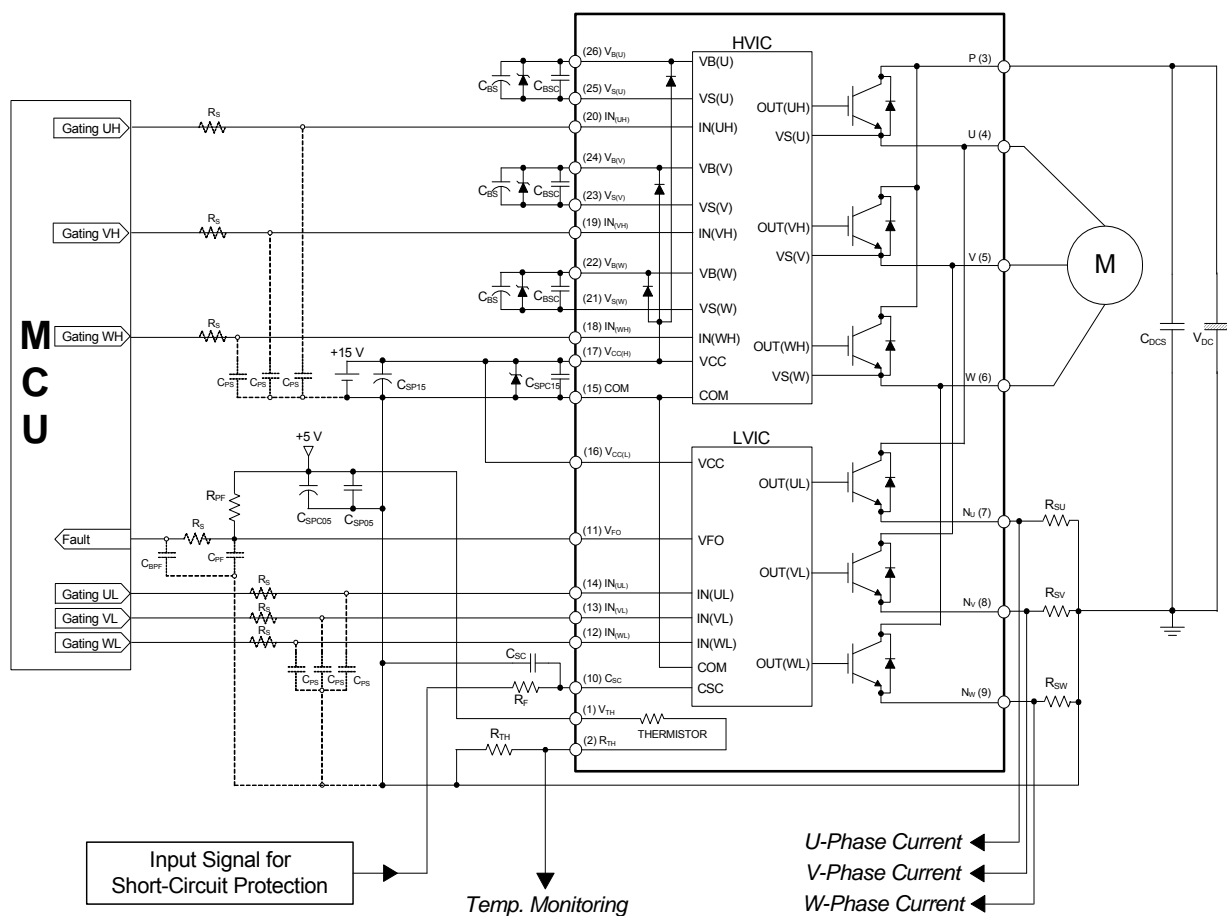 HVIC
(26) VB(U)
VB(U)
P (3)
CBS
CBSC
(25) VS(U)
VS(U)
OUT(UH)
Gating UH
RS
(20) IN(UH)
IN(UH)
VS(U)
U (4)
(24) VB(V)
VB(V)
CBS
CBSC
(23) VS(V)
VS(V)
OUT(VH)
Gating VH
RS
(19) IN(VH)
IN(VH)
VS(V)
V (5)
M
(22) VB(W)
VB(W)
CBS
CBSC
(21) VS(W)
VS(W)
MCU
Gating WH
RS
(18) IN(WH)
IN(WH)
OUT(WH)
CDCS
VDC
+15 V
(17) VCC(H)
VCC
VS(W)
W (6)
CPS
CPS
CPS
CSP15
CSPC15
(15) COM
COM
+5 V
LVIC
(16) VCC(L)
VCC
OUT(UL)
RPF
CSPC05
CSP05
NU (7)
RSU
Fault
RS
(11) VFO
VFO
CBPF
CPF
OUT(VL)
Gating UL
RS
(14) IN(UL)
IN(UL)
Gating VL
RS
(13) IN(VL)
IN(VL)
NV (8)
RSV
Gating WL
RS
(12) IN(WL)
IN(WL)
CPS
CPS
CPS
CSC
COM
OUT(WL)
RF
(10) CSC
CSC
NW (9)
RSW
(1) VTH
THERMISTOR
RTH
(2) RTH
Input Signal for
Short-Circuit Protection
Temp. Monitoring
U-Phase Current
V-Phase Current
W-Phase Current